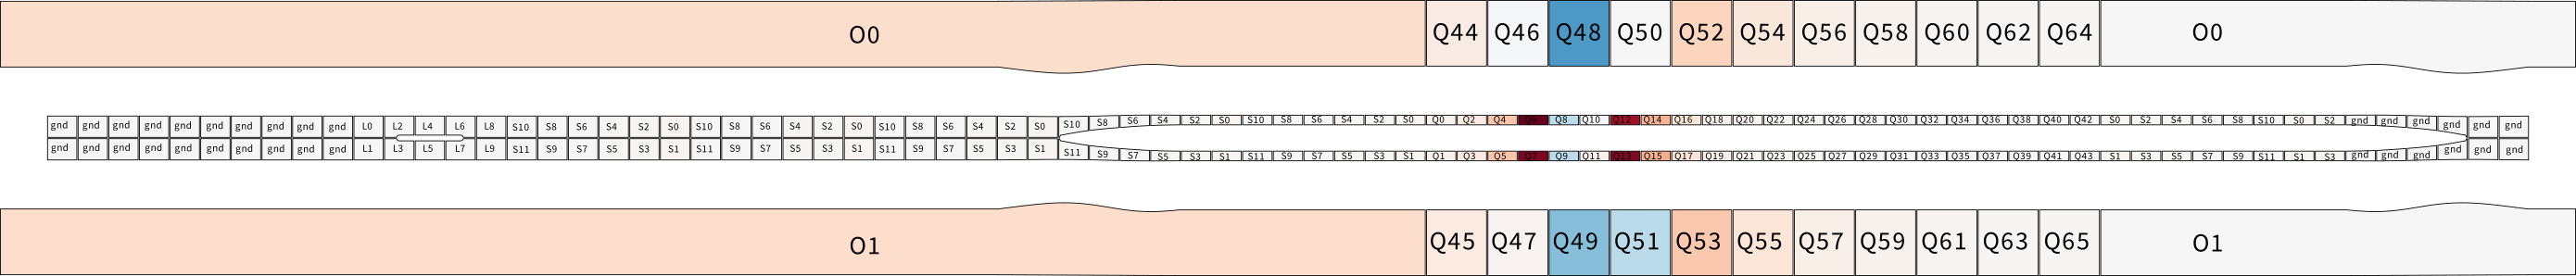 O0 Q44 Q46 Q48 Q50 Q52 Q54 Q56 Q58 Q60 Q62 Q64 O0
gnd gnd gnd gnd gnd gnd gnd gnd gnd gnd L0 L2 L4 L6 L8 S10 S8 S6 S4 S2 S0 S10 S8 S6 S4 S2 S0 S10 S8 S6 S4 S2 S0 S10 S8 S6 S4 S2 S0 S10 S8 S6 S4 S2 S0 Q0 Q2 Q4 Q6 Q8 Q10 Q12 Q14 Q16 Q18 Q20 Q22 Q24 Q26 Q28 Q30 Q32 Q34 Q36 Q38 Q40 Q42 S0 S2 S4 S6 S8 S10 S0 S2 gnd gnd gnd gnd gnd gnd
gnd gnd gnd gnd gnd gnd gnd gnd gnd gnd L1 L3 L5 L7 L9 S11 S9 S7 S5 S3 S1 S11 S9 S7 S5 S3 S1 S11 S9 S7 S5 S3 S1 S11 S9 S7 S5 S3 S1 S11 S9 S7 S5 S3 S1 Q1 Q3 Q5 Q7 Q9 Q11 Q13 Q15 Q17 Q19 Q21 Q23 Q25 Q27 Q29 Q31 Q33 Q35 Q37 Q39 Q41 Q43 S1 S3 S5 S7 S9 S11 S1 S3 gnd gnd gnd gnd gnd gnd
O1 Q45 Q47 Q49 Q51 Q53 Q55 Q57 Q59 Q61 Q63 Q65 O1